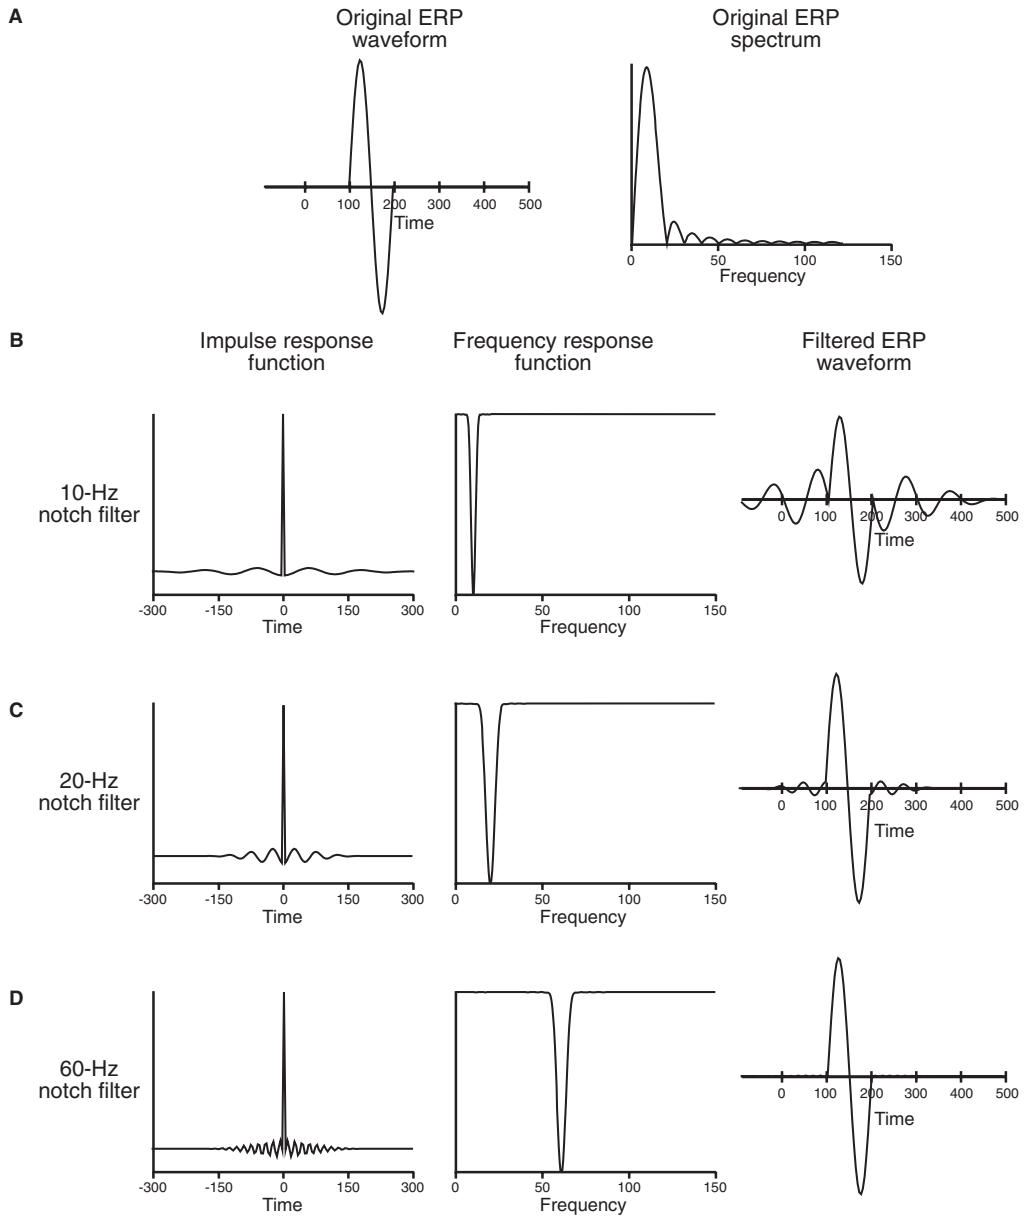 A
Original ERP
waveform
Original ERP
spectrum
0 100 200 300 400 500
Time
0 50 100 150
Frequency
B
Impulse response
function
Frequency response
function
Filtered ERP
waveform
10-Hz
notch filter
-300 -150 0 150 300
Time
0 50 100 150
Frequency
0 100 200 300 400 500
Time
C
20-Hz
notch filter
-300 -150 0 150 300
Time
0 50 100 150
Frequency
0 100 200 300 400 500
Time
D
60-Hz
notch filter
-300 -150 0 150 300
Time
0 50 100 150
Frequency
0 100 200 300 400 500
Time